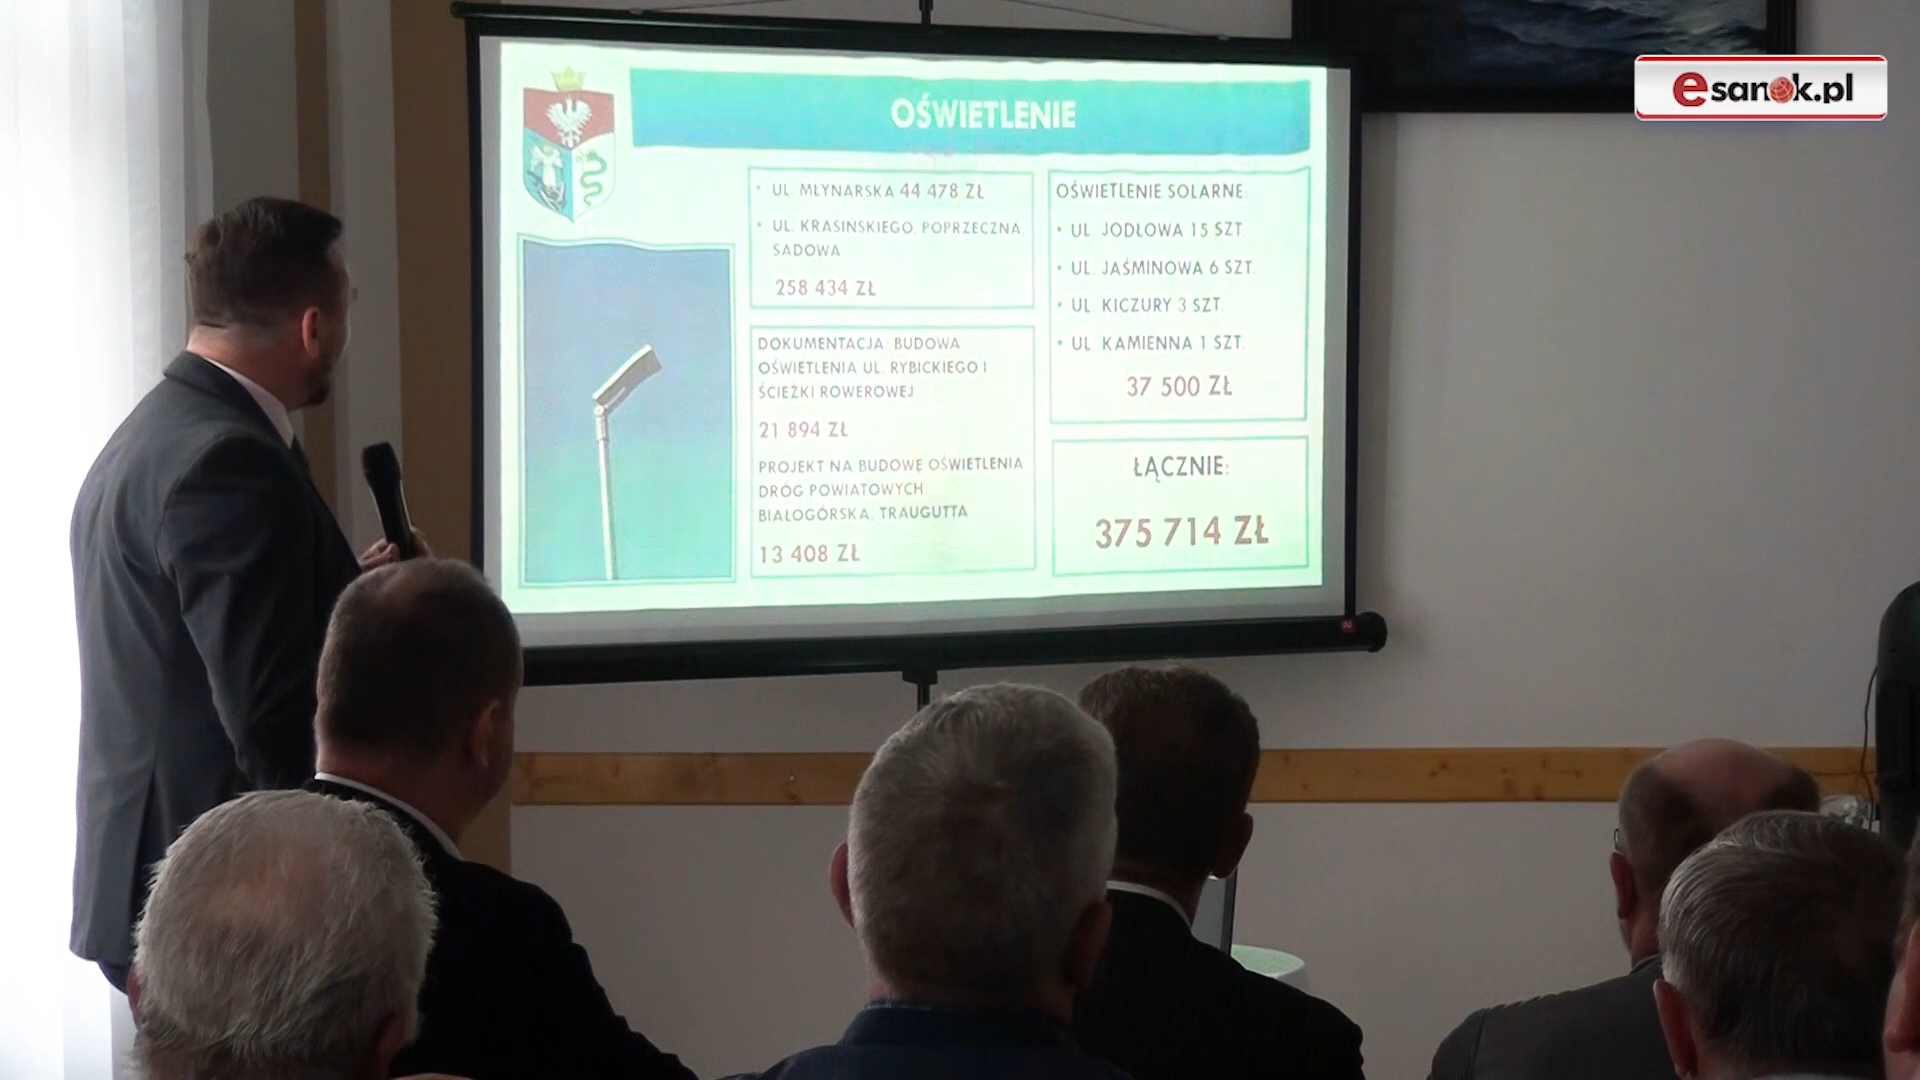 esanok.pl
OŚWIETLENIE
• UL. MŁYNARSKA 44 478 ZŁ
• UL. KRASIŃSKIEGO, POPRZECZNA,
SADOWA
258 434 ZŁ
DOKUMENTACJA BUDOWA
OŚWIETLENIA UL. RYBICKIEGO I
ŚCIEŻKI ROWEROWEJ
21 894 ZŁ
PROJEKT NA BUDOWĘ OŚWIETLENIA
DRÓG POWIATOWYCH
BIAŁOGÓRSKA, TRAUGUTTA
13 408 ZŁ
OŚWIETLENIE SOLARNE:
• UL. JODŁOWA 15 SZT.
• UL. JAŚMINOWA 6 SZT.
• UL. KICZURY 3 SZT.
• UL. KAMIENNA 1 SZT.
37 500 ZŁ
ŁĄCZNIE:
375 714 ZŁ